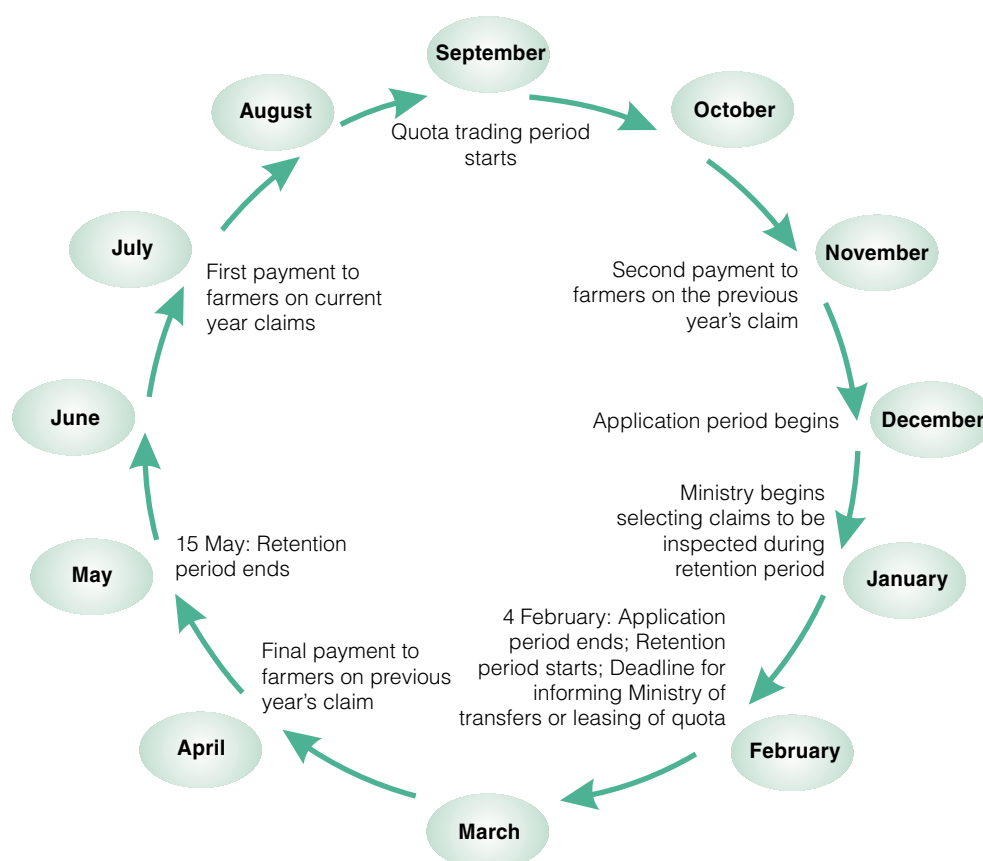 September
Quota trading period
starts
October
November
Second payment to
farmers on the previous
year's claim
December
Application period begins
January
Ministry begins
selecting claims to be
inspected during
retention period
February
4 February: Application
period ends; Retention
period starts; Deadline for
informing Ministry of
transfers or leasing of quota
March
April
Final payment to
farmers on previous
year's claim
May
15 May: Retention
period ends
June
July
First payment to
farmers on current
year claims
August